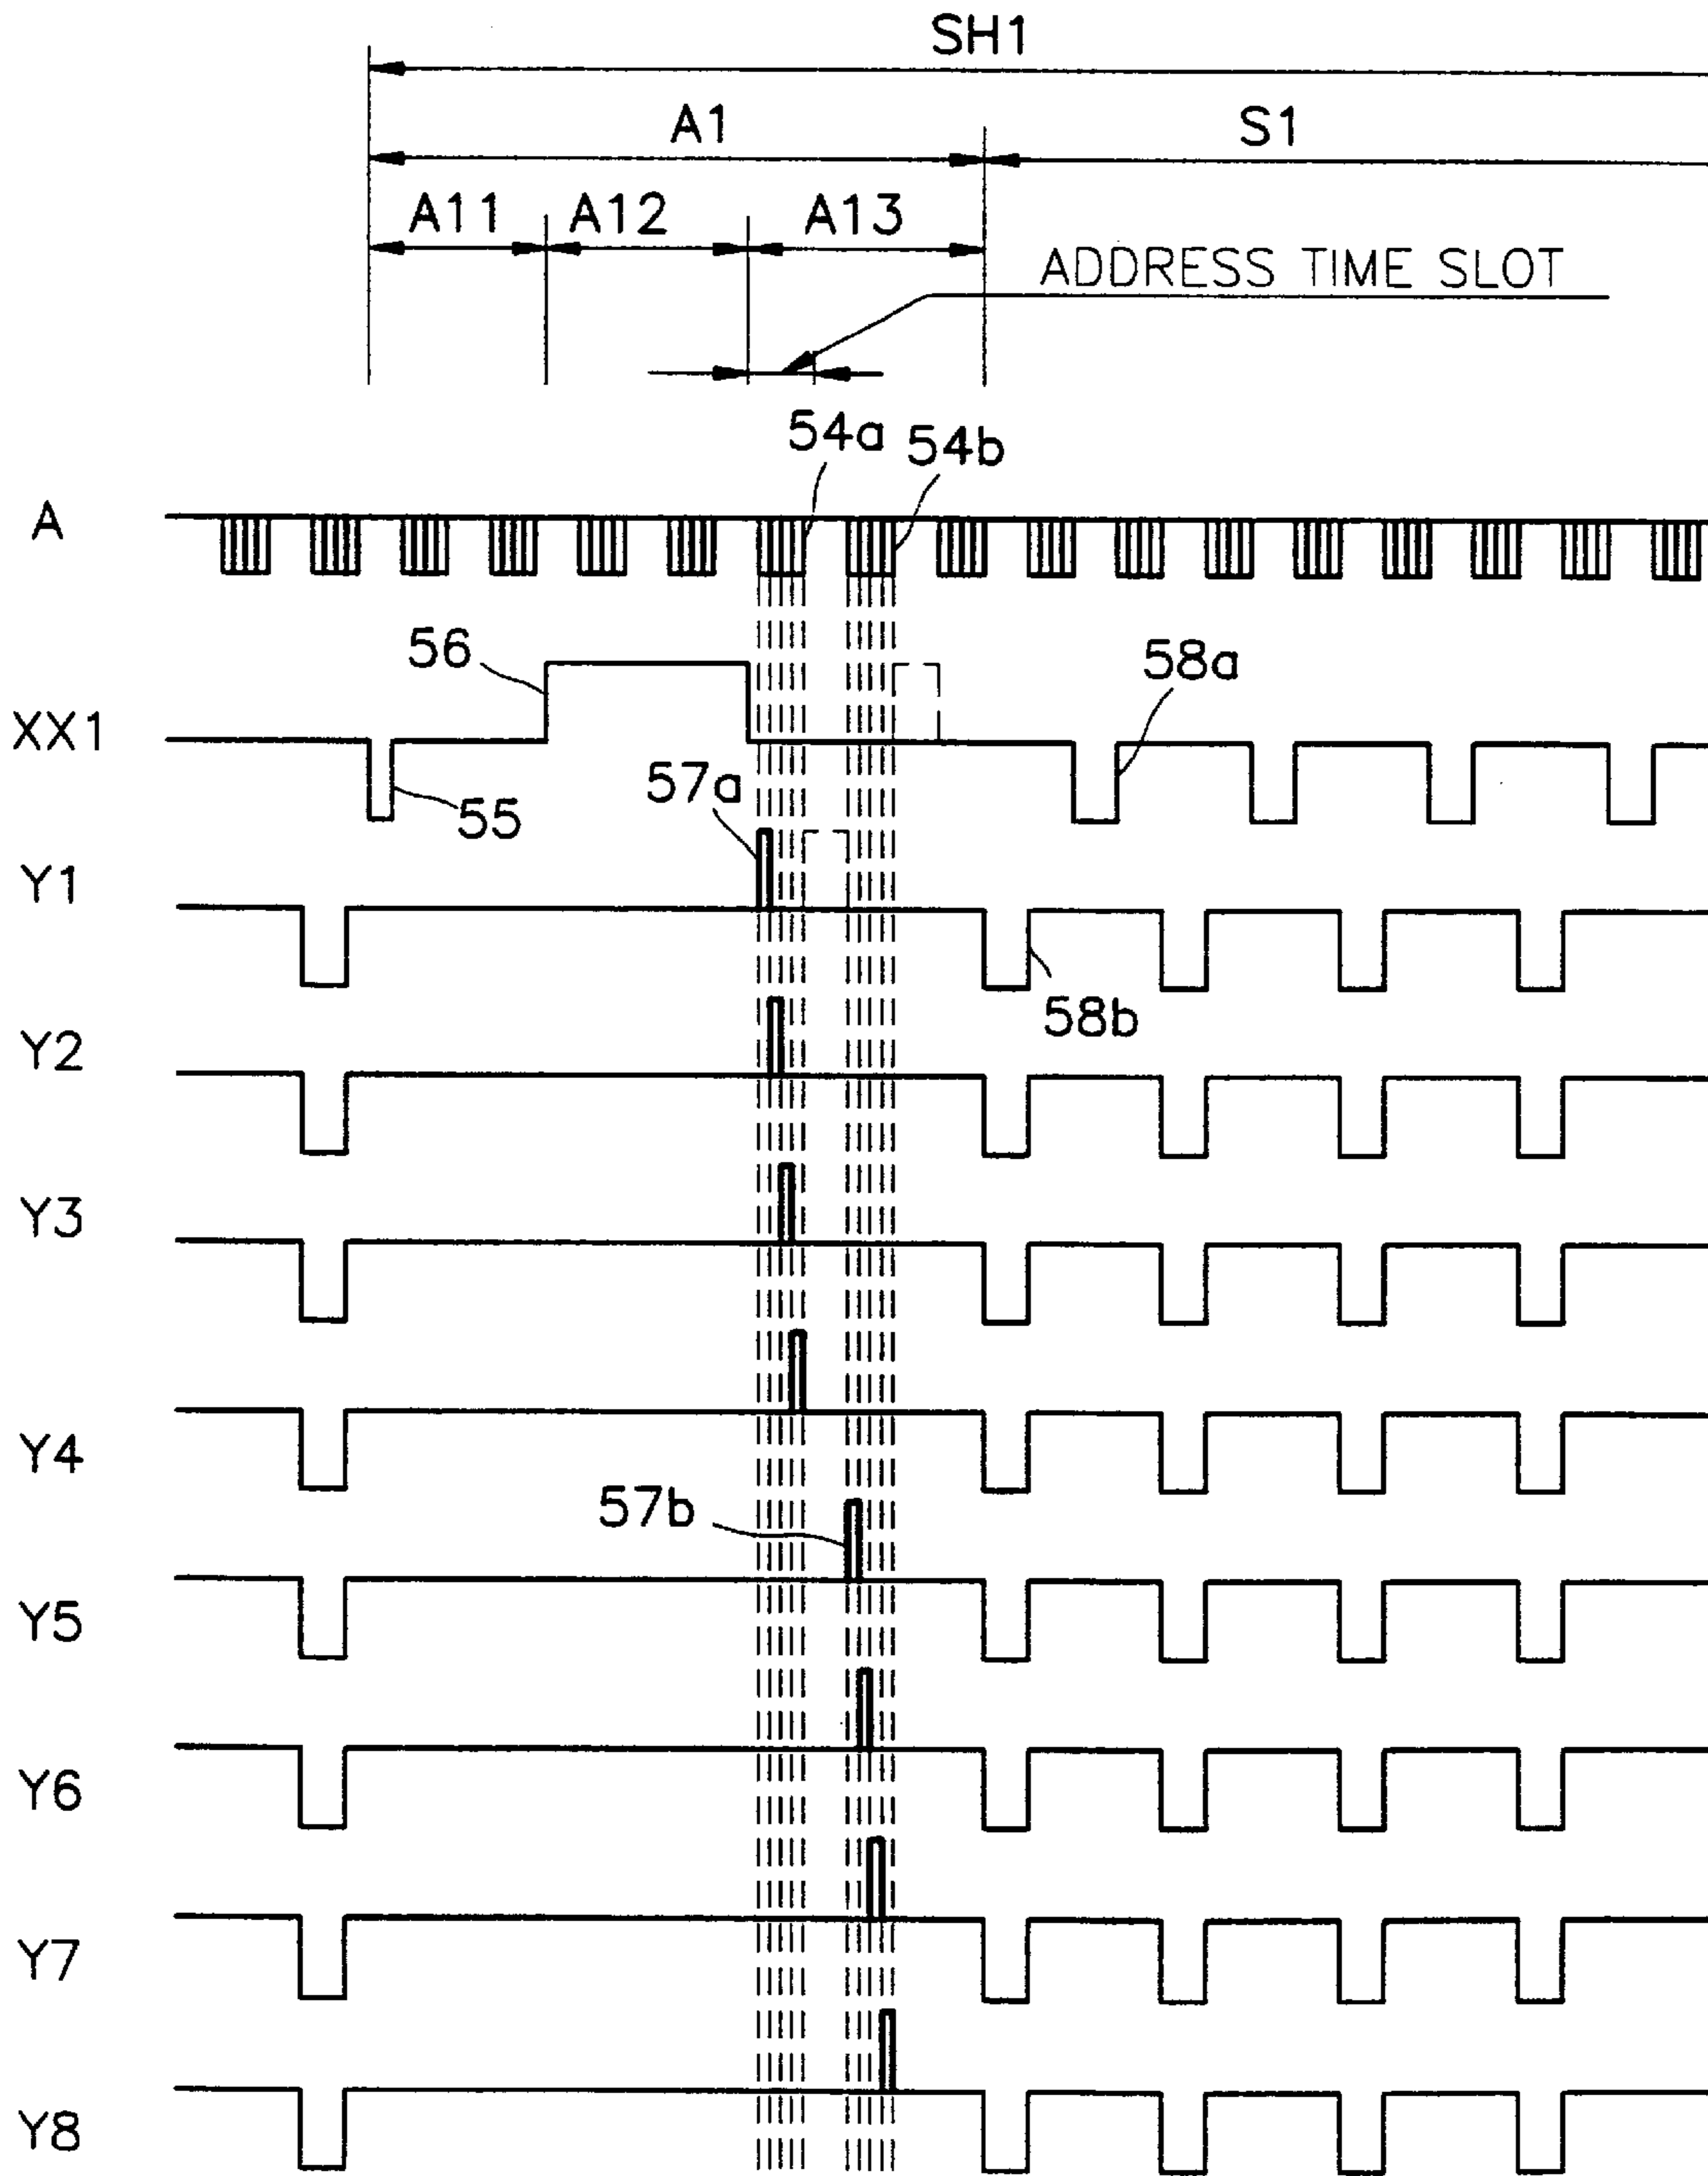 SH1
A1 S1
A11 A12 A13
ADDRESS TIME SLOT
54a 54b
A
56
58a
XX1
57a
55
Y1
58b
Y2
Y3
Y4
57b
Y5
Y6
Y7
Y8